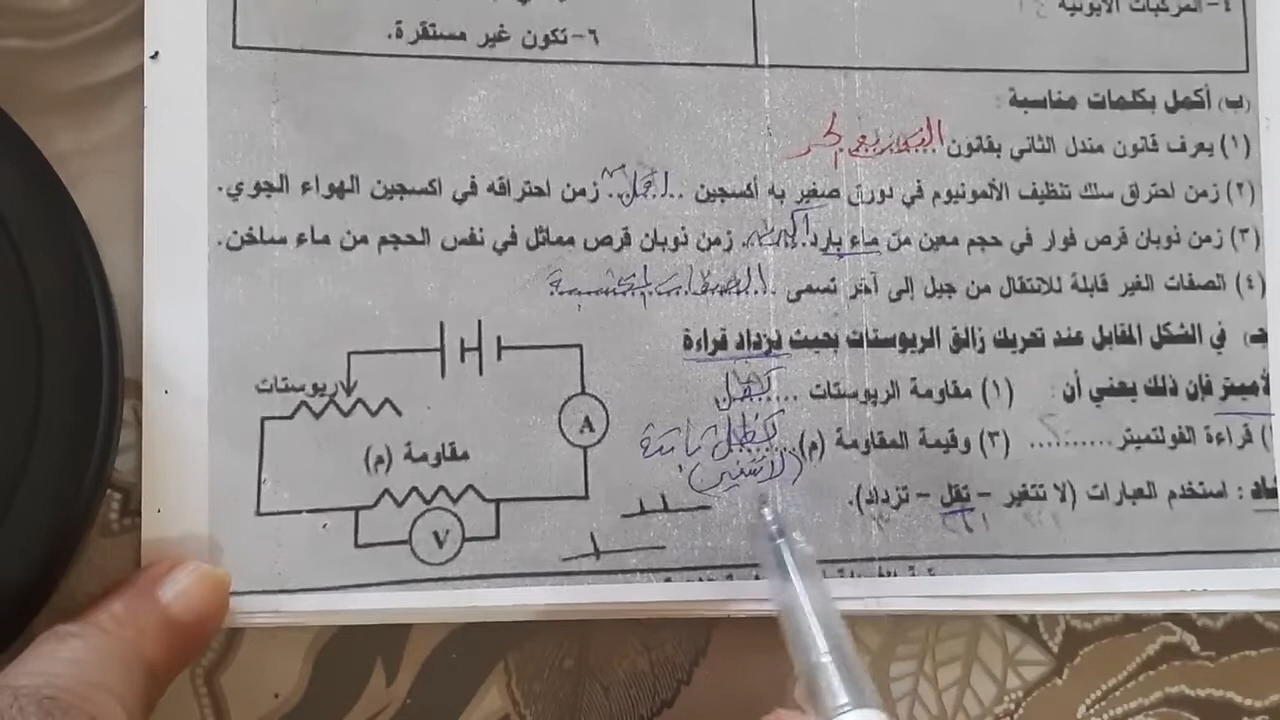 ٤- المركبات الأيونية
٦- تكون غير مستقرة.
(ب) أكمل بكلمات مناسبة :
(١) يعرف قانون مندل الثاني بقانون التوزيع الحر
(٢) زمن احتراق سلك تنظيف الألمونيوم في دورق صغير به أكسجين ..أقل من.. زمن احتراقه في اكسجين الهواء الجوي.
(٣) زمن ذوبان قرص فوار في حجم معين من ماء بارد أكبر من زمن ذوبان قرص مماثل في نفس الحجم من ماء ساخن.
(٤) الصفات الغير قابلة للانتقال من جيل إلى آخر تسمى ..الصفات المكتسبة
جـ) في الشكل المقابل عند تحريك زالق الريوستات بحيث تزداد قراءة
الأميتر فإن ذلك يعني أن : (١) مقاومة الريوستات ..... تقل
) قراءة الفولتميتر.......... (٣) وقيمة المقاومة (م).. تظل ثابتة
(لا تتغير)
: استخدم العبارات (لا تتغير – تقل – تزداد).
ريوستات
A
مقاومة (م)
V